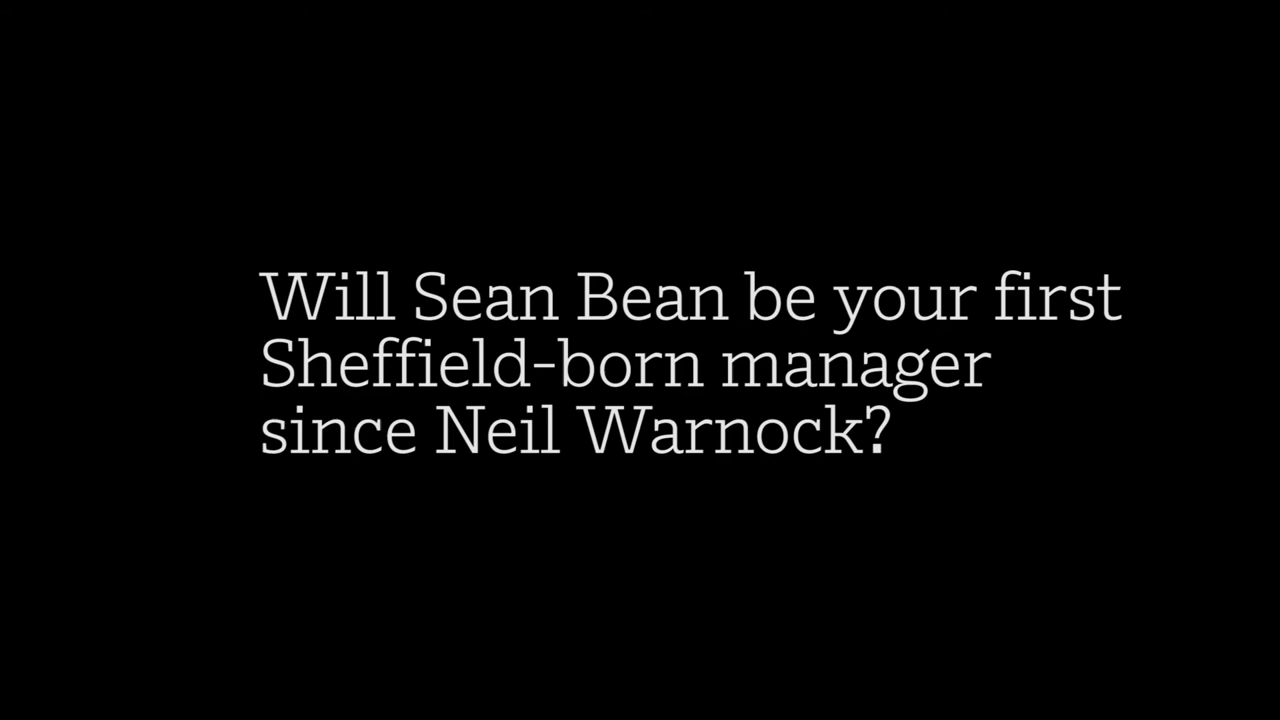 Will Sean Bean be your first
Sheffield-born manager
since Neil Warnock?